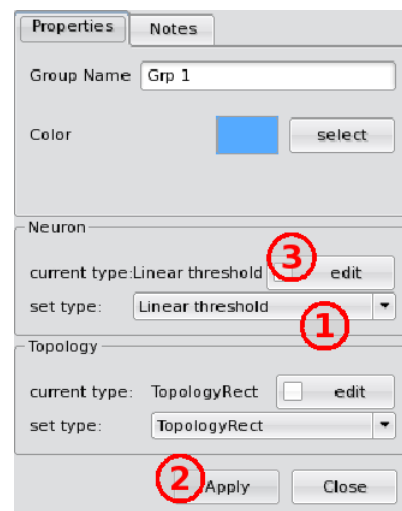 Properties Notes
Group Name Grp 1
Color select
Neuron
current type:Linear threshold 3 edit
set type: Linear threshold
1
Topology
current type: TopologyRect edit
set type: TopologyRect
2 Apply Close